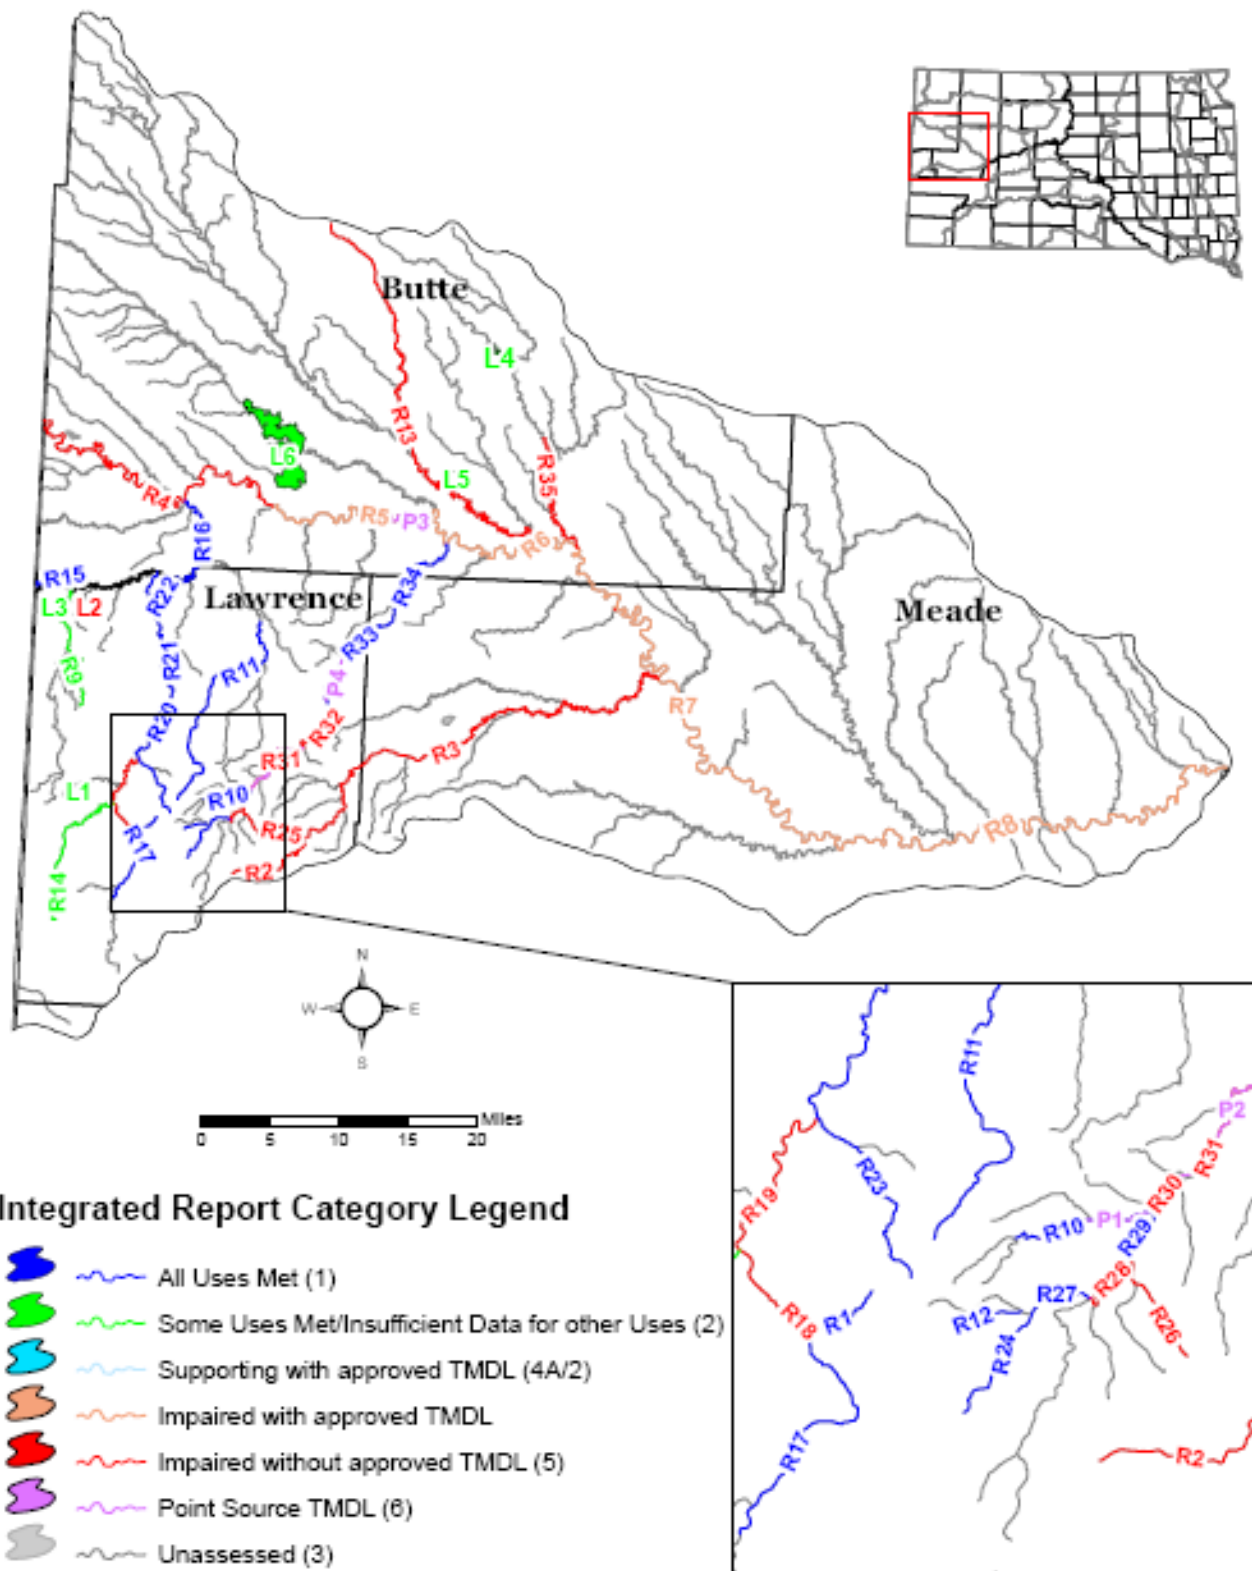 Butte
L4
R13
L6
L5
R35
R4
R5
P3
R6
R16
R34
R15
R22
Lawrence
L3
L2
Meade
R33
R21
R11
R9
P4
R7
R20
R32
R3
R31
L1
R10
R8
R25
R17
R2
R14
N
W
E
S
Miles
0
5
10
15
20
R11
P2
R31
R23
R30
R19
P1
R10
R29
R28
R27
R18
R1
R12
R26
R24
R17
R2
Integrated Report Category Legend
All Uses Met (1)
Some Uses Met/Insufficient Data for other Uses (2)
Supporting with approved TMDL (4A/2)
Impaired with approved TMDL
Impaired without approved TMDL (5)
Point Source TMDL (6)
Unassessed (3)